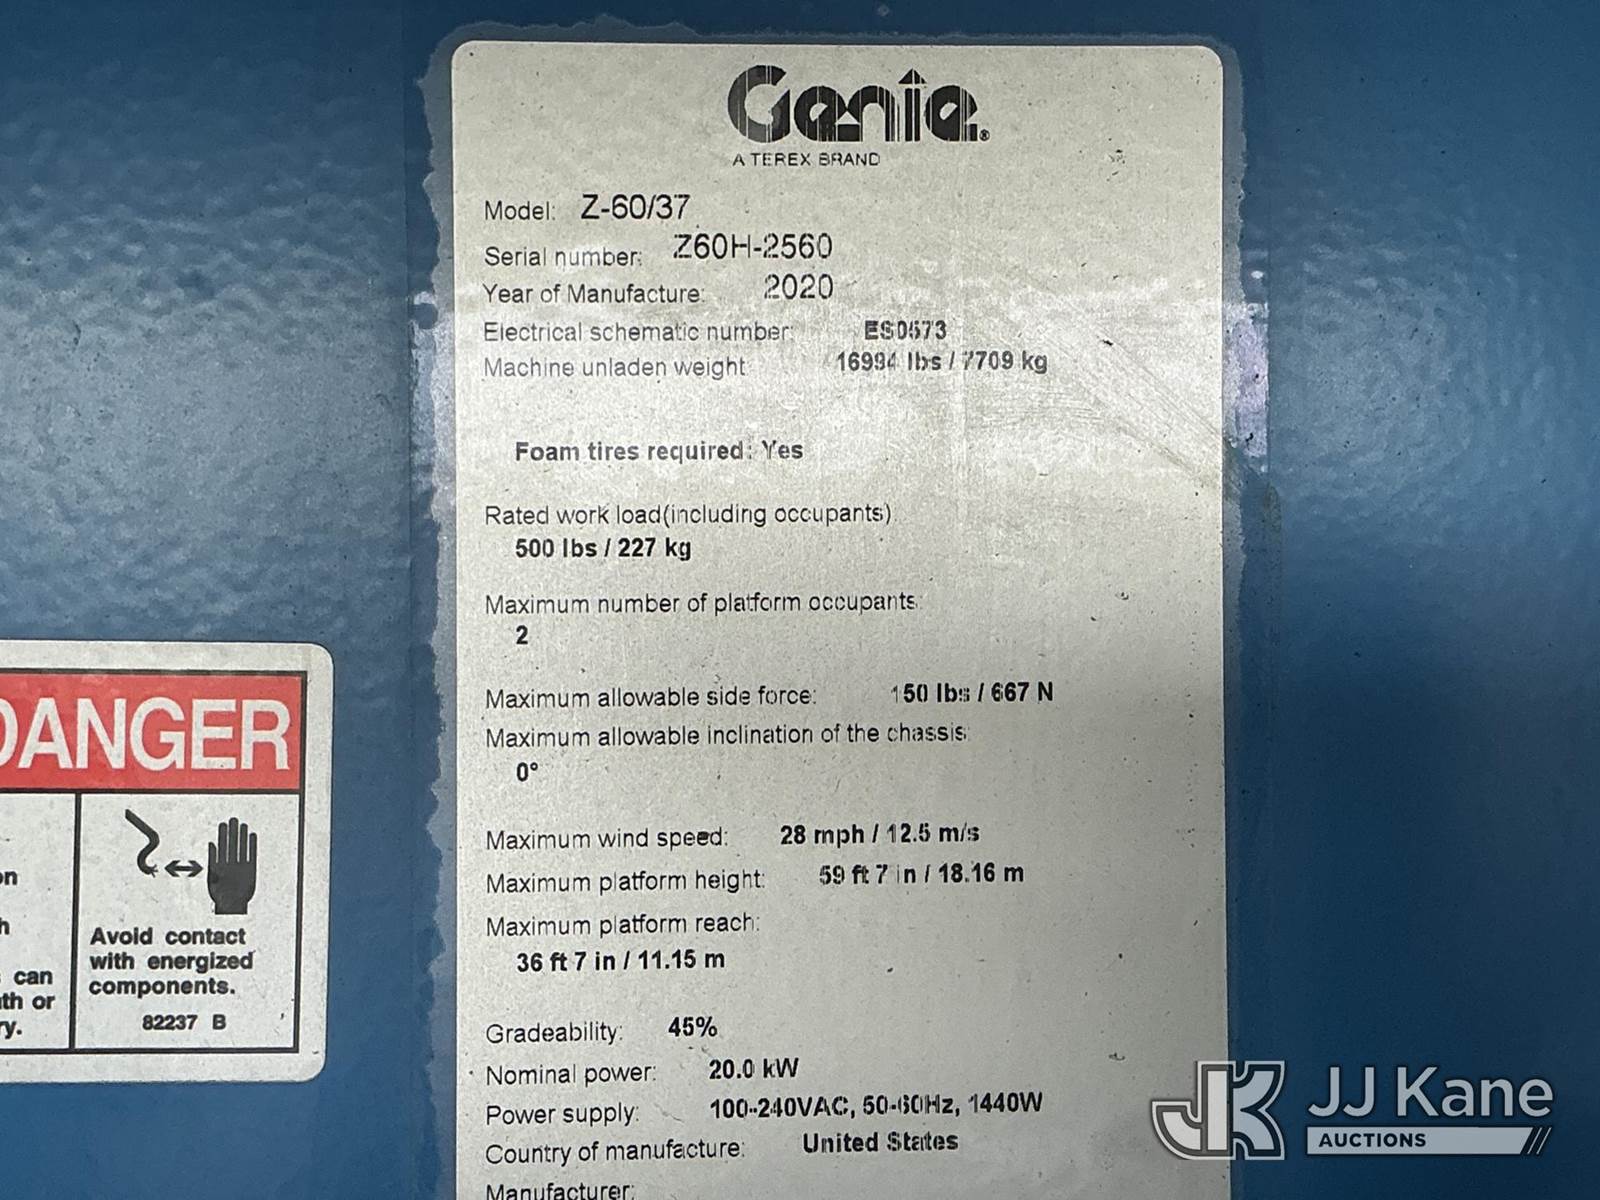 Genie®
A TEREX BRAND
Model: Z-60/37
Serial number: Z60H-2560
Year of Manufacture: 2020
Electrical schematic number: ES0573
Machine unladen weight 16994 lbs / 7709 kg
Foam tires required: Yes
Rated work load(including occupants)
500 lbs / 227 kg
Maximum number of platform occupants:
2
Maximum allowable side force: 150 lbs / 667 N
Maximum allowable inclination of the chassis:
0°
Maximum wind speed: 28 mph / 12.5 m/s
Maximum platform height: 59 ft 7 in / 18.16 m
Maximum platform reach:
36 ft 7 in / 11.15 m
Gradeability: 45%
Nominal power: 20.0 kW
Power supply: 100-240VAC, 50-60Hz, 1440W
Country of manufacture: United States
Manufacturer:
DANGER
on
h
can
th or
ry.
Avoid contact
with energized
components.
82237 B
JK
JJ Kane
AUCTIONS